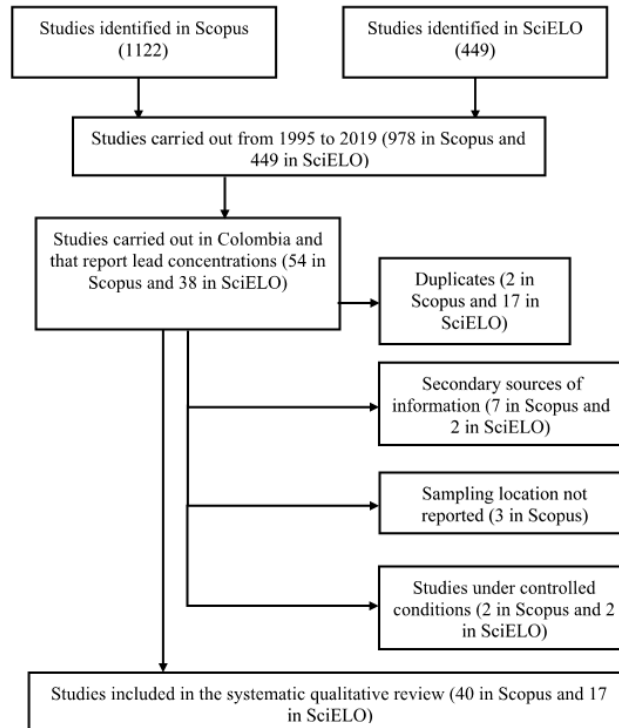 Studies identified in Scopus
(1122)
Studies identified in SciELO
(449)
Studies carried out from 1995 to 2019 (978 in Scopus and
449 in SciELO)
Studies carried out in Colombia and
that report lead concentrations (54 in
Scopus and 38 in SciELO)
Duplicates (2 in
Scopus and 17 in
SciELO)
Secondary sources of
information (7 in Scopus and
2 in SciELO)
Sampling location not
reported (3 in Scopus)
Studies under controlled
conditions (2 in Scopus and 2
in SciELO)
Studies included in the systematic qualitative review (40 in Scopus and 17
in SciELO)